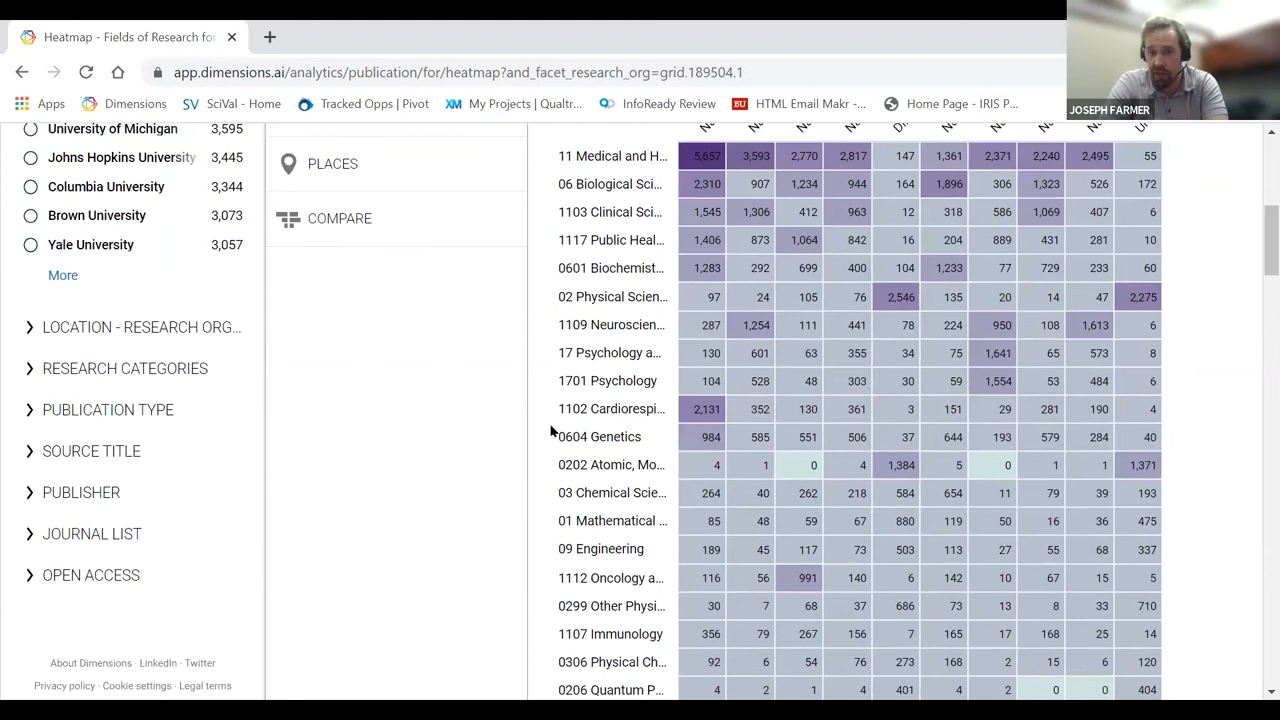 Heatmap - Fields of Research for
app.dimensions.ai/analytics/publication/for/heatmap?and_facet_research_org=grid.189504.1
Apps Dimensions SV SciVal - Home Tracked Opps | Pivot XM My Projects | Qualtr... InfoReady Review BU HTML Email Makr -... Home Page - IRIS P...
JOSEPH FARMER
University of Michigan 3,595
Johns Hopkins University 3,445
Columbia University 3,344
Brown University 3,073
Yale University 3,057
More
LOCATION - RESEARCH ORG...
RESEARCH CATEGORIES
PUBLICATION TYPE
SOURCE TITLE
PUBLISHER
JOURNAL LIST
OPEN ACCESS
About Dimensions · LinkedIn · Twitter
Privacy policy · Cookie settings · Legal terms
PLACES
COMPARE
11 Medical and H... 5,657 3,593 2,770 2,817 147 1,361 2,371 2,240 2,495 55
06 Biological Sci... 2,310 907 1,234 944 164 1,896 306 1,323 526 172
1103 Clinical Sci... 1,545 1,306 412 963 12 318 586 1,069 407 6
1117 Public Heal... 1,406 873 1,064 842 16 204 889 431 281 10
0601 Biochemist... 1,283 292 699 400 104 1,233 77 729 233 60
02 Physical Scien... 97 24 105 76 2,546 135 20 14 47 2,275
1109 Neuroscien... 287 1,254 111 441 78 224 950 108 1,613 6
17 Psychology a... 130 601 63 355 34 75 1,641 65 573 8
1701 Psychology 104 528 48 303 30 59 1,554 53 484 6
1102 Cardiorespi... 2,131 352 130 361 3 151 29 281 190 4
0604 Genetics 984 585 551 506 37 644 193 579 284 40
0202 Atomic, Mo... 4 1 0 4 1,384 5 0 1 1 1,371
03 Chemical Scie... 264 40 262 218 584 654 11 79 39 193
01 Mathematical ... 85 48 59 67 880 119 50 16 36 475
09 Engineering 189 45 117 73 503 113 27 55 68 337
1112 Oncology a... 116 56 991 140 6 142 10 67 15 5
0299 Other Physi... 30 7 68 37 686 73 13 8 33 710
1107 Immunology 356 79 267 156 7 165 17 168 25 14
0306 Physical Ch... 92 6 54 76 273 168 2 15 6 120
0206 Quantum P... 4 2 1 4 401 4 2 0 0 404